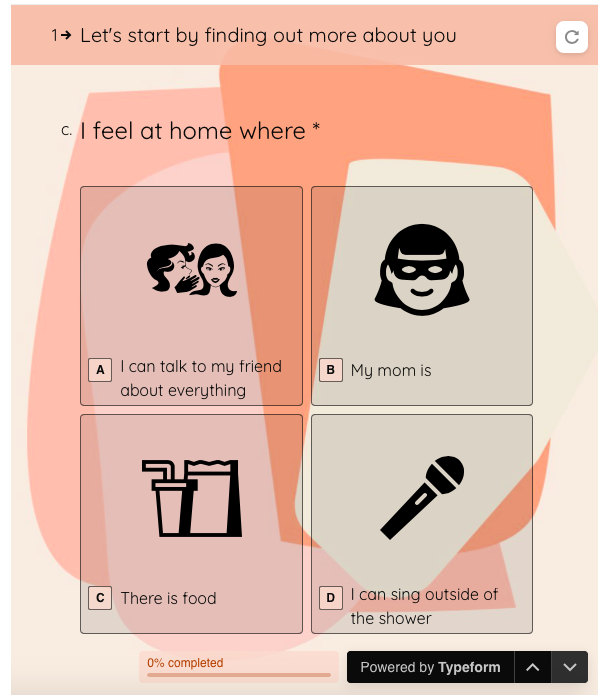 1→ Let's start by finding out more about you
c. I feel at home where *
A I can talk to my friend
about everything
B My mom is
C There is food
D I can sing outside of
the shower
0% completed
Powered by Typeform